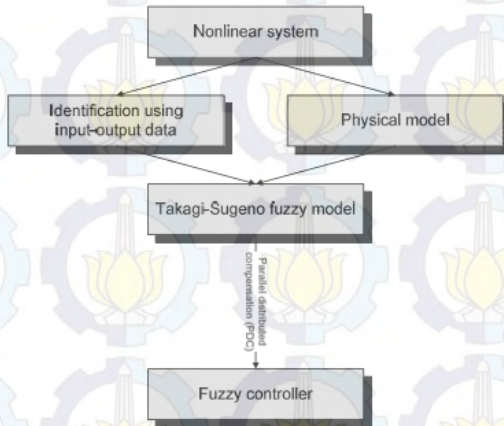 Nonlinear system
Identification using
input-output data
Physical model
Takagi-Sugeno fuzzy model
Parallel distributed
compensation (PDC)
Fuzzy controller